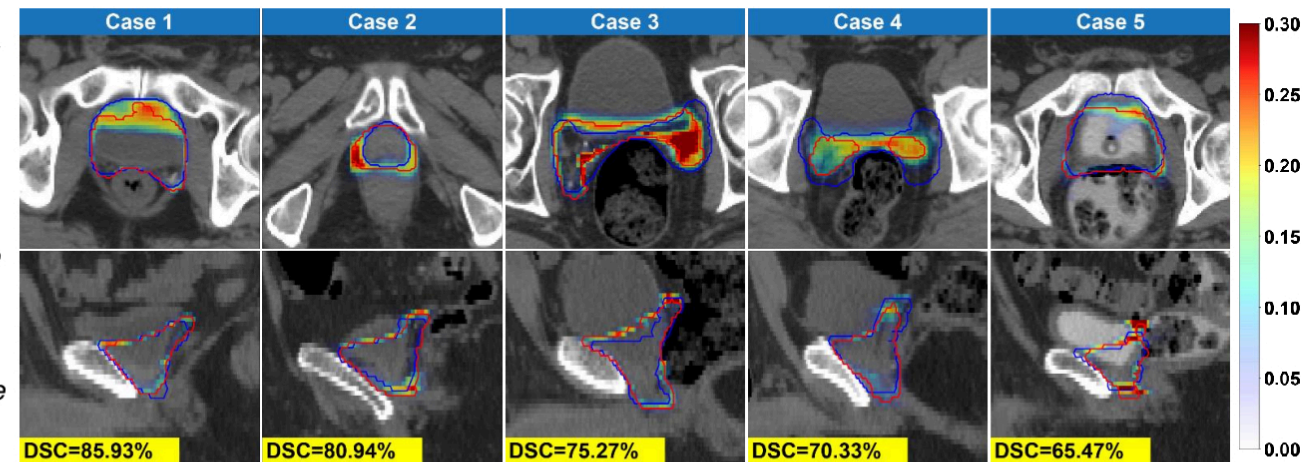 Case 1
Case 2
Case 3
Case 4
Case 5
0.30
0.25
0.20
0.15
0.10
0.05
0.00
DSC=85.93%
DSC=80.94%
DSC=75.27%
DSC=70.33%
DSC=65.47%